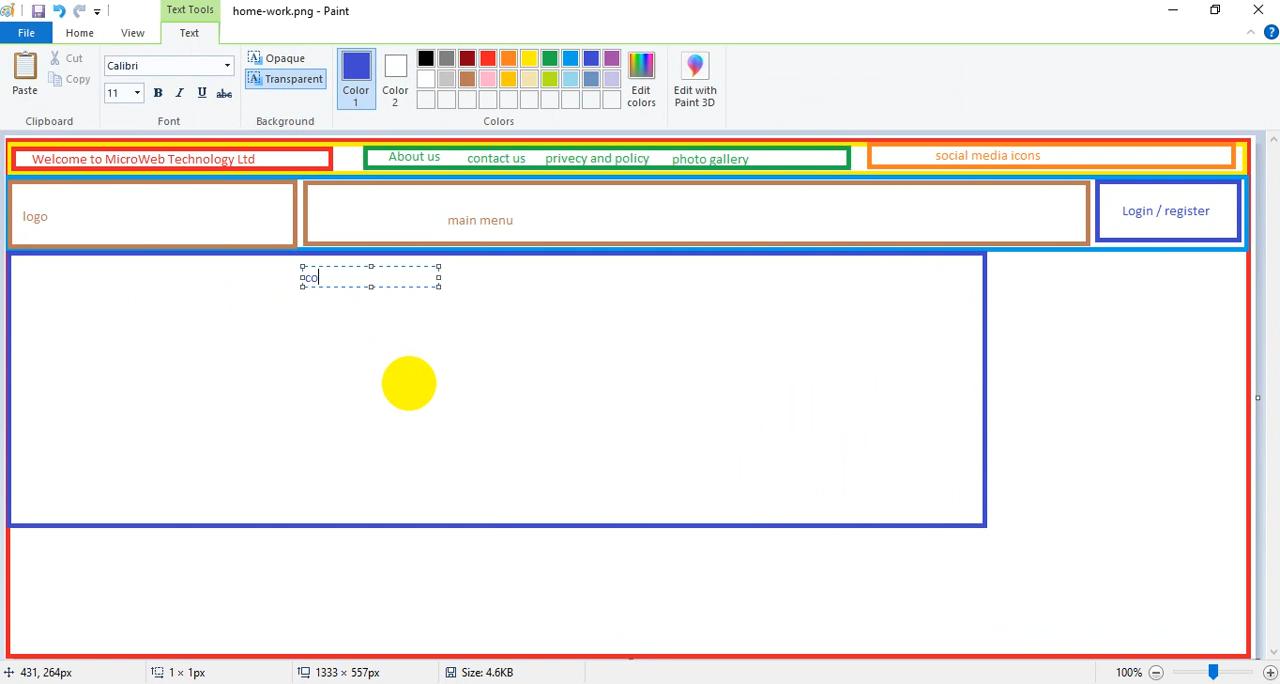 Text Tools
home-work.png - Paint
File
Home
View
Text
Paste
Cut
Copy
Clipboard
Calibri
11
B I U abc
Font
Opaque
Transparent
Background
Color 1
Color 2
Edit colors
Colors
Edit with Paint 3D
Welcome to MicroWeb Technology Ltd
About us
contact us
privecy and policy
photo gallery
social media icons
logo
main menu
Login / register
co
431, 264px
1 × 1px
1333 × 557px
Size: 4.6KB
100%